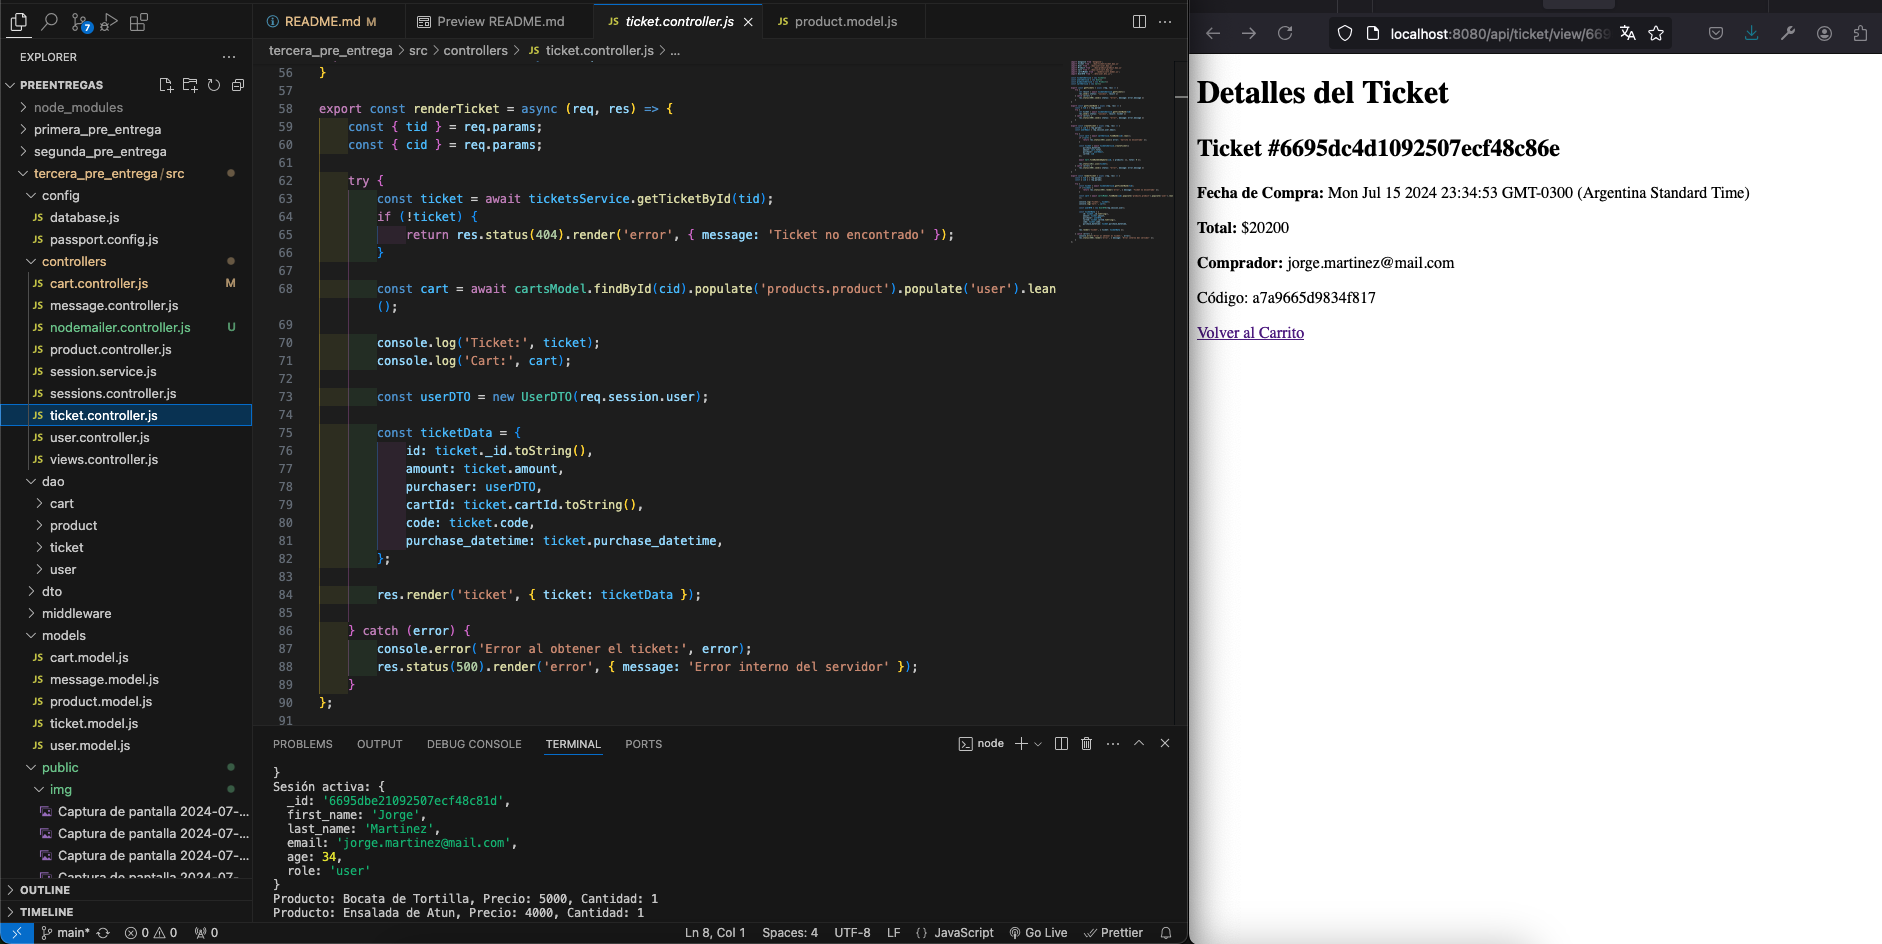 README.md M
Preview README.md
JS ticket.controller.js
JS product.model.js
7
EXPLORER
PREENTREGAS
node_modules
primera_pre_entrega
segunda_pre_entrega
tercera_pre_entrega/src
config
JS database.js
JS passport.config.js
controllers
JS cart.controller.js M
JS message.controller.js
JS nodemailer.controller.js U
JS product.controller.js
JS session.service.js
JS sessions.controller.js
JS ticket.controller.js
JS user.controller.js
JS views.controller.js
dao
cart
product
ticket
user
dto
middleware
models
JS cart.model.js
JS message.model.js
JS product.model.js
JS ticket.model.js
JS user.model.js
public
img
Captura de pantalla 2024-07-...
Captura de pantalla 2024-07-...
Captura de pantalla 2024-07-...
Captura de pantalla 2024-07-...
OUTLINE
TIMELINE
tercera_pre_entrega > src > controllers > JS ticket.controller.js > ...
56 }
57
58 export const renderTicket = async (req, res) => {
59 const { tid } = req.params;
60 const { cid } = req.params;
61
62 try {
63 const ticket = await ticketsService.getTicketById(tid);
64 if (!ticket) {
65 return res.status(404).render('error', { message: 'Ticket no encontrado' });
66 }
67
68 const cart = await cartsModel.findById(cid).populate('products.product').populate('user').lean
();
69
70 console.log('Ticket:', ticket);
71 console.log('Cart:', cart);
72
73 const userDTO = new UserDTO(req.session.user);
74
75 const ticketData = {
76 id: ticket._id.toString(),
77 amount: ticket.amount,
78 purchaser: userDTO,
79 cartId: ticket.cartId.toString(),
80 code: ticket.code,
81 purchase_datetime: ticket.purchase_datetime,
82 };
83
84 res.render('ticket', { ticket: ticketData });
85
86 } catch (error) {
87 console.error('Error al obtener el ticket:', error);
88 res.status(500).render('error', { message: 'Error interno del servidor' });
89 }
90 };
91
PROBLEMS OUTPUT DEBUG CONSOLE TERMINAL PORTS
node
}
Sesión activa: {
_id: '6695dbe21092507ecf48c81d',
first_name: 'Jorge',
last_name: 'Martinez',
email: 'jorge.martinez@mail.com',
age: 34,
role: 'user'
}
Producto: Bocata de Tortilla, Precio: 5000, Cantidad: 1
Producto: Ensalada de Atun, Precio: 4000, Cantidad: 1
main* 0 0 0
Ln 8, Col 1 Spaces: 4 UTF-8 LF {} JavaScript Go Live Prettier
localhost:8080/api/ticket/view/669
Detalles del Ticket
Ticket #6695dc4d1092507ecf48c86e
Fecha de Compra: Mon Jul 15 2024 23:34:53 GMT-0300 (Argentina Standard Time)
Total: $20200
Comprador: jorge.martinez@mail.com
Código: a7a9665d9834f817
Volver al Carrito